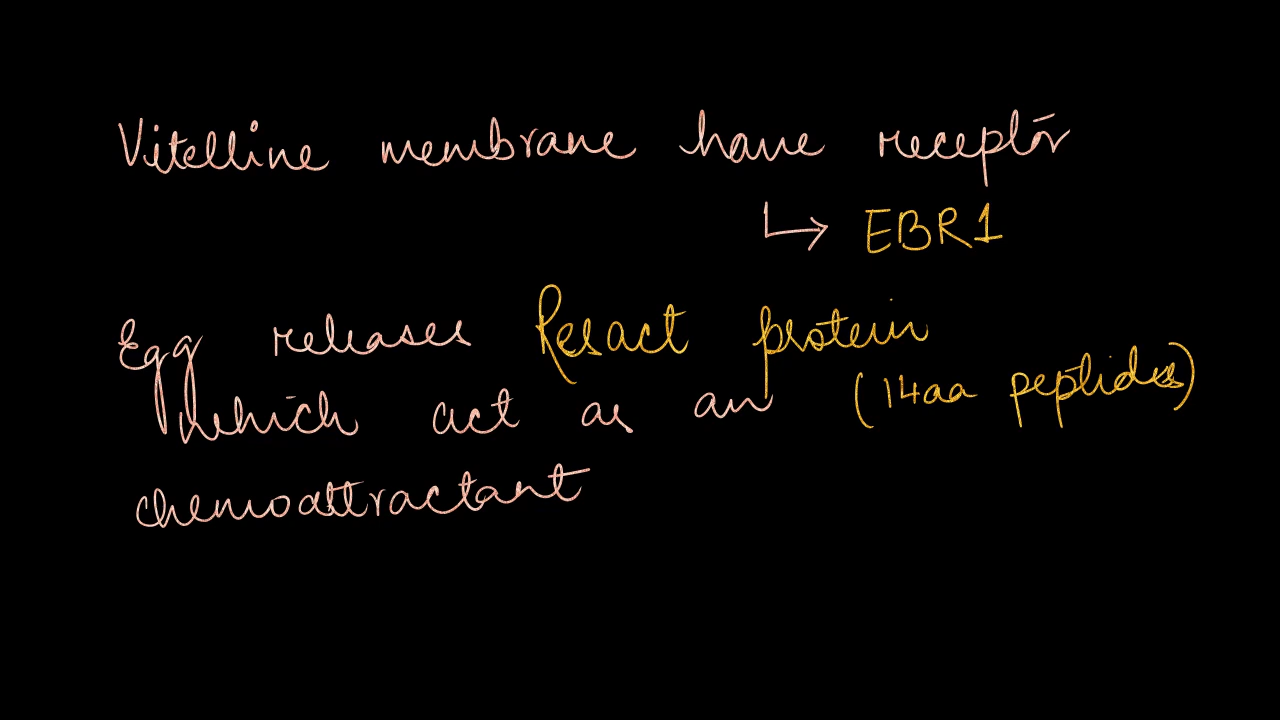 Vitelline membrane have receptor
↳ EBR1
Egg releases Resact protein
(14aa peptides)
which act as an
chemoattractant